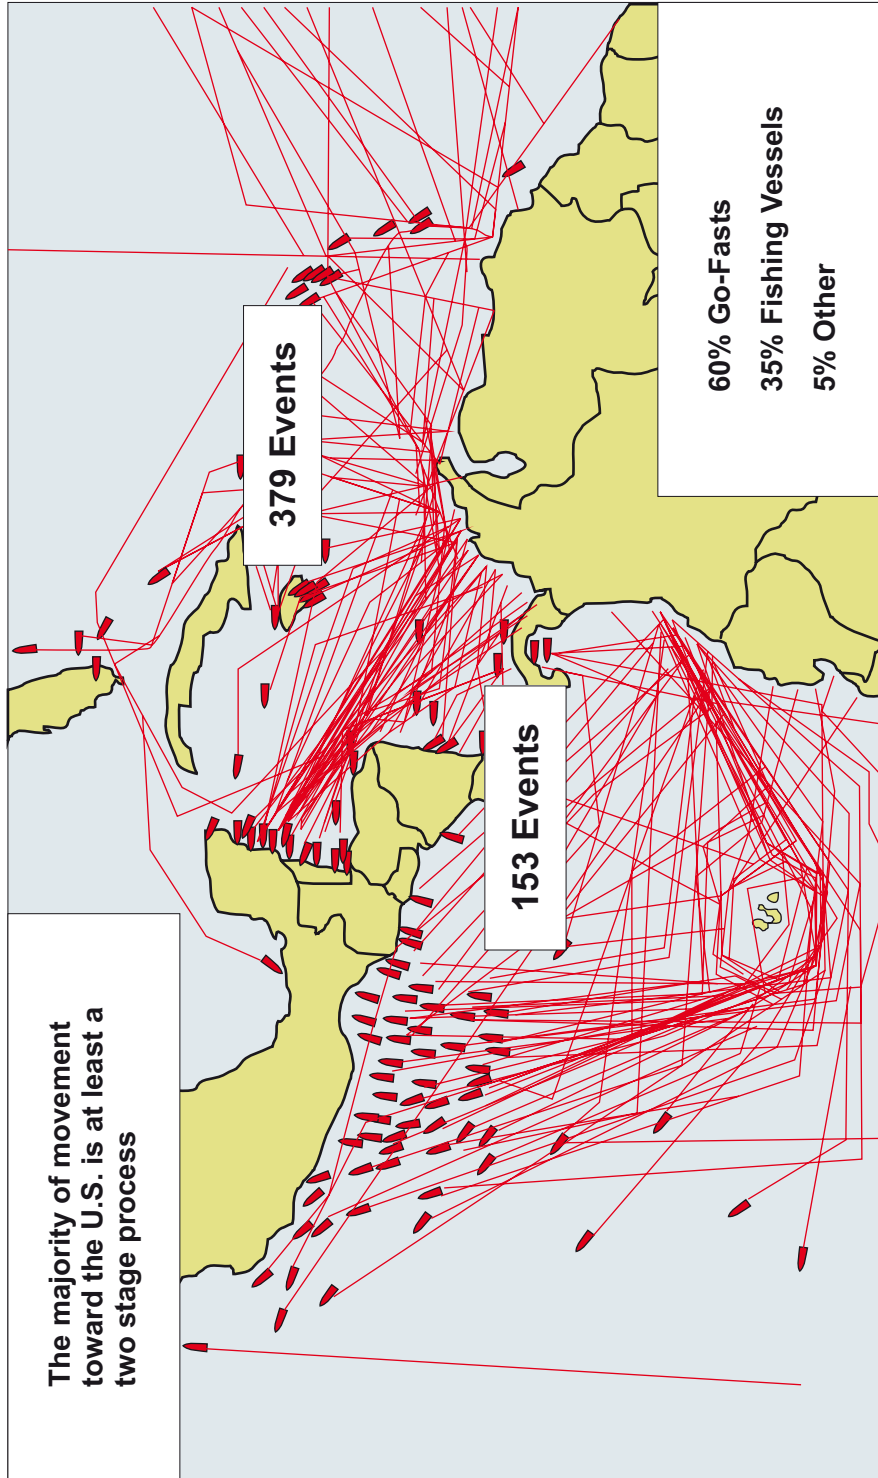 The majority of movement
toward the U.S. is at least a
two stage process
379 Events
153 Events
60% Go-Fasts
35% Fishing Vessels
5% Other